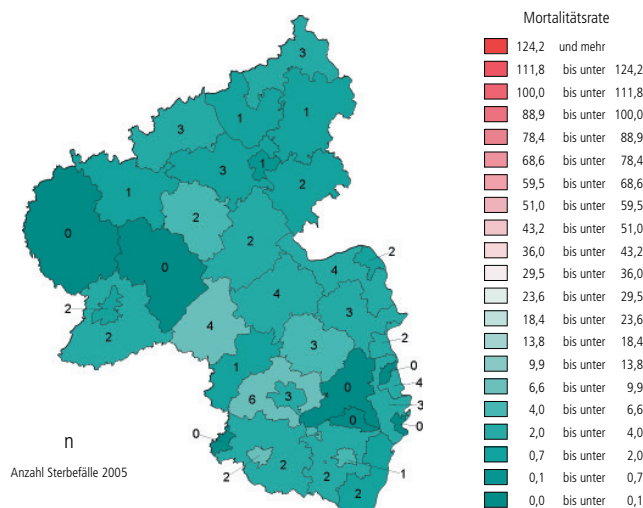 Mortalitätsrate
124,2 und mehr
111,8 bis unter 124,2
100,0 bis unter 111,8
88,9 bis unter 100,0
78,4 bis unter 88,9
68,6 bis unter 78,4
59,5 bis unter 68,6
51,0 bis unter 59,5
43,2 bis unter 51,0
36,0 bis unter 43,2
29,5 bis unter 36,0
23,6 bis unter 29,5
18,4 bis unter 23,6
13,8 bis unter 18,4
9,9 bis unter 13,8
6,6 bis unter 9,9
4,0 bis unter 6,6
2,0 bis unter 4,0
0,7 bis unter 2,0
0,1 bis unter 0,7
0,0 bis unter 0,1
3
1
1
3
3
1
2
1
2
0
2
2
4
0
4
3
2
2
4
3
2
1
0
0
4
6
3
3
0
0
0
2
2
2
1
2
n
Anzahl Sterbefälle 2005